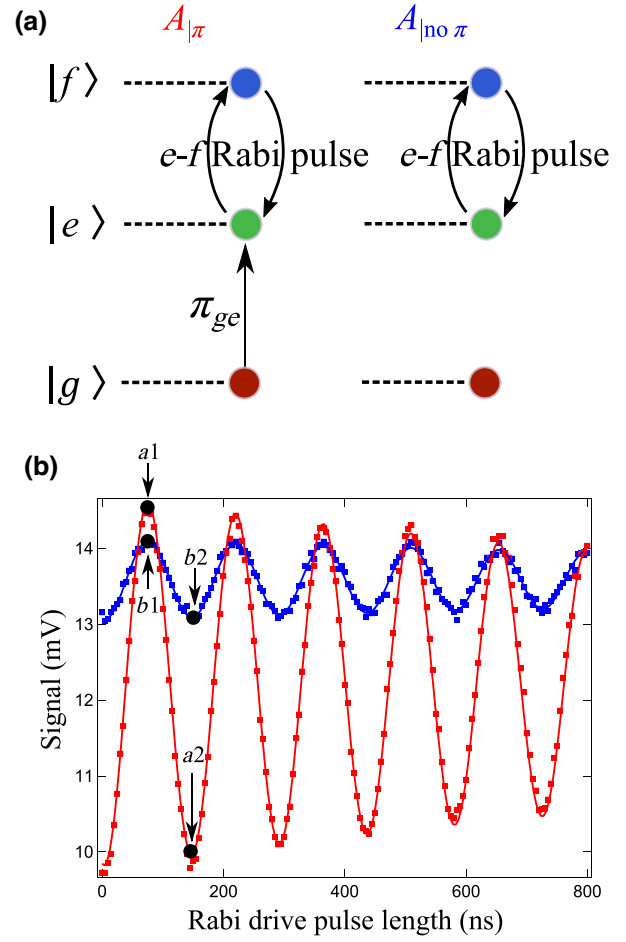 (a)
A|π A|no π
|f⟩
e-f Rabi pulse e-f Rabi pulse
|e⟩
πge
|g⟩
(b)
a1
14
b2
b1
13
Signal (mV)
12
11
a2
10
0 200 400 600 800
Rabi drive pulse length (ns)